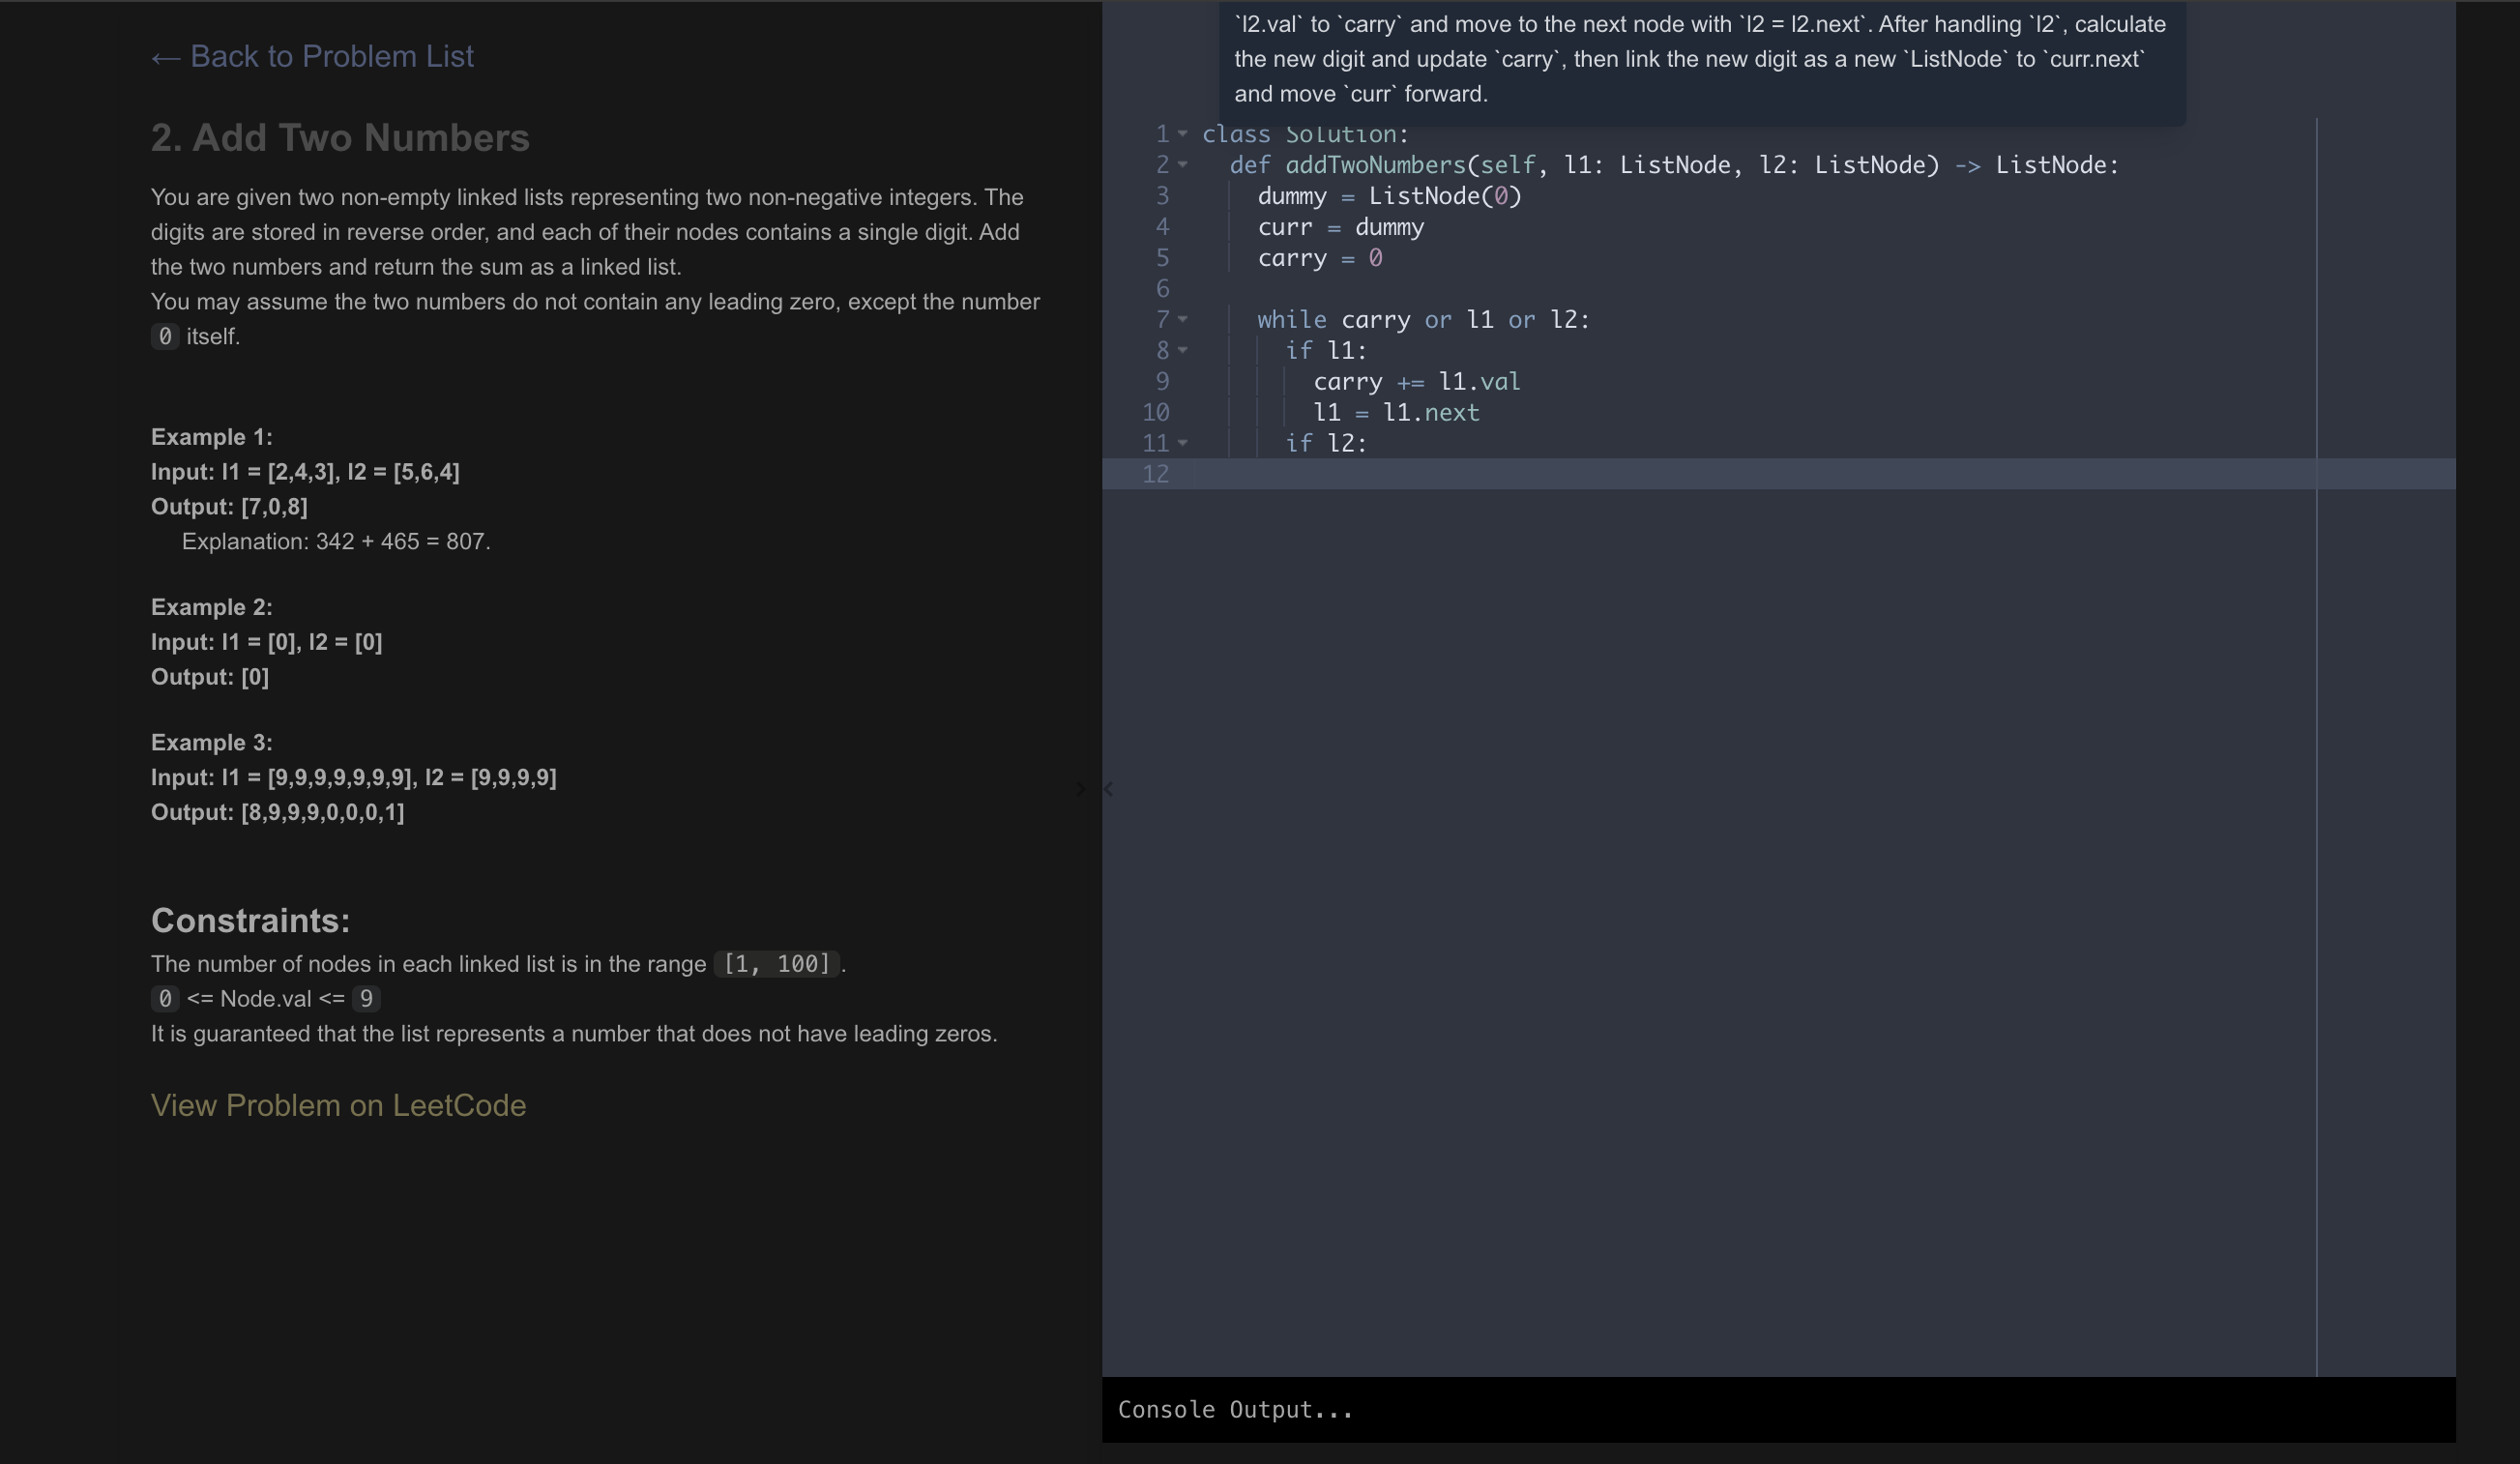 ← Back to Problem List
2. Add Two Numbers
You are given two non-empty linked lists representing two non-negative integers. The
digits are stored in reverse order, and each of their nodes contains a single digit. Add
the two numbers and return the sum as a linked list.
You may assume the two numbers do not contain any leading zero, except the number
0 itself.
Example 1:
Input: l1 = [2,4,3], l2 = [5,6,4]
Output: [7,0,8]
Explanation: 342 + 465 = 807.
Example 2:
Input: l1 = [0], l2 = [0]
Output: [0]
Example 3:
Input: l1 = [9,9,9,9,9,9,9], l2 = [9,9,9,9]
Output: [8,9,9,9,0,0,0,1]
Constraints:
The number of nodes in each linked list is in the range [1, 100].
0 <= Node.val <= 9
It is guaranteed that the list represents a number that does not have leading zeros.
View Problem on LeetCode
`l2.val` to `carry` and move to the next node with `l2 = l2.next`. After handling `l2`, calculate
the new digit and update `carry`, then link the new digit as a new `ListNode` to `curr.next`
and move `curr` forward.
1 class Solution:
2 def addTwoNumbers(self, l1: ListNode, l2: ListNode) -> ListNode:
3 dummy = ListNode(0)
4 curr = dummy
5 carry = 0
6
7 while carry or l1 or l2:
8 if l1:
9 carry += l1.val
10 l1 = l1.next
11 if l2:
12
Console Output...